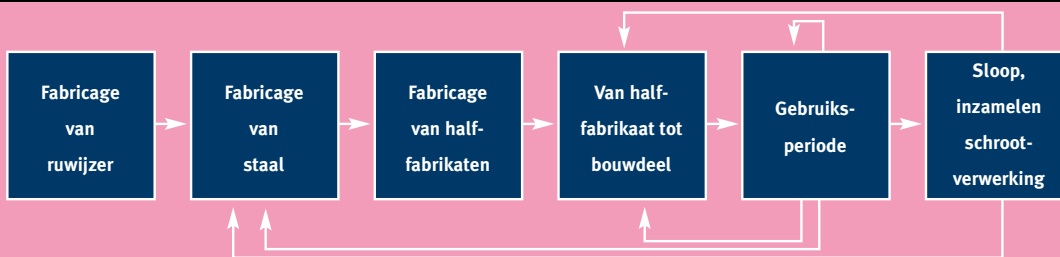 Fabricage
van
ruwijzer
Fabricage
van
staal
Fabricage
van half-
fabrikaten
Van half-
fabrikaat tot
bouwdeel
Gebruiks-
periode
Sloop,
inzamelen
schroot-
verwerking